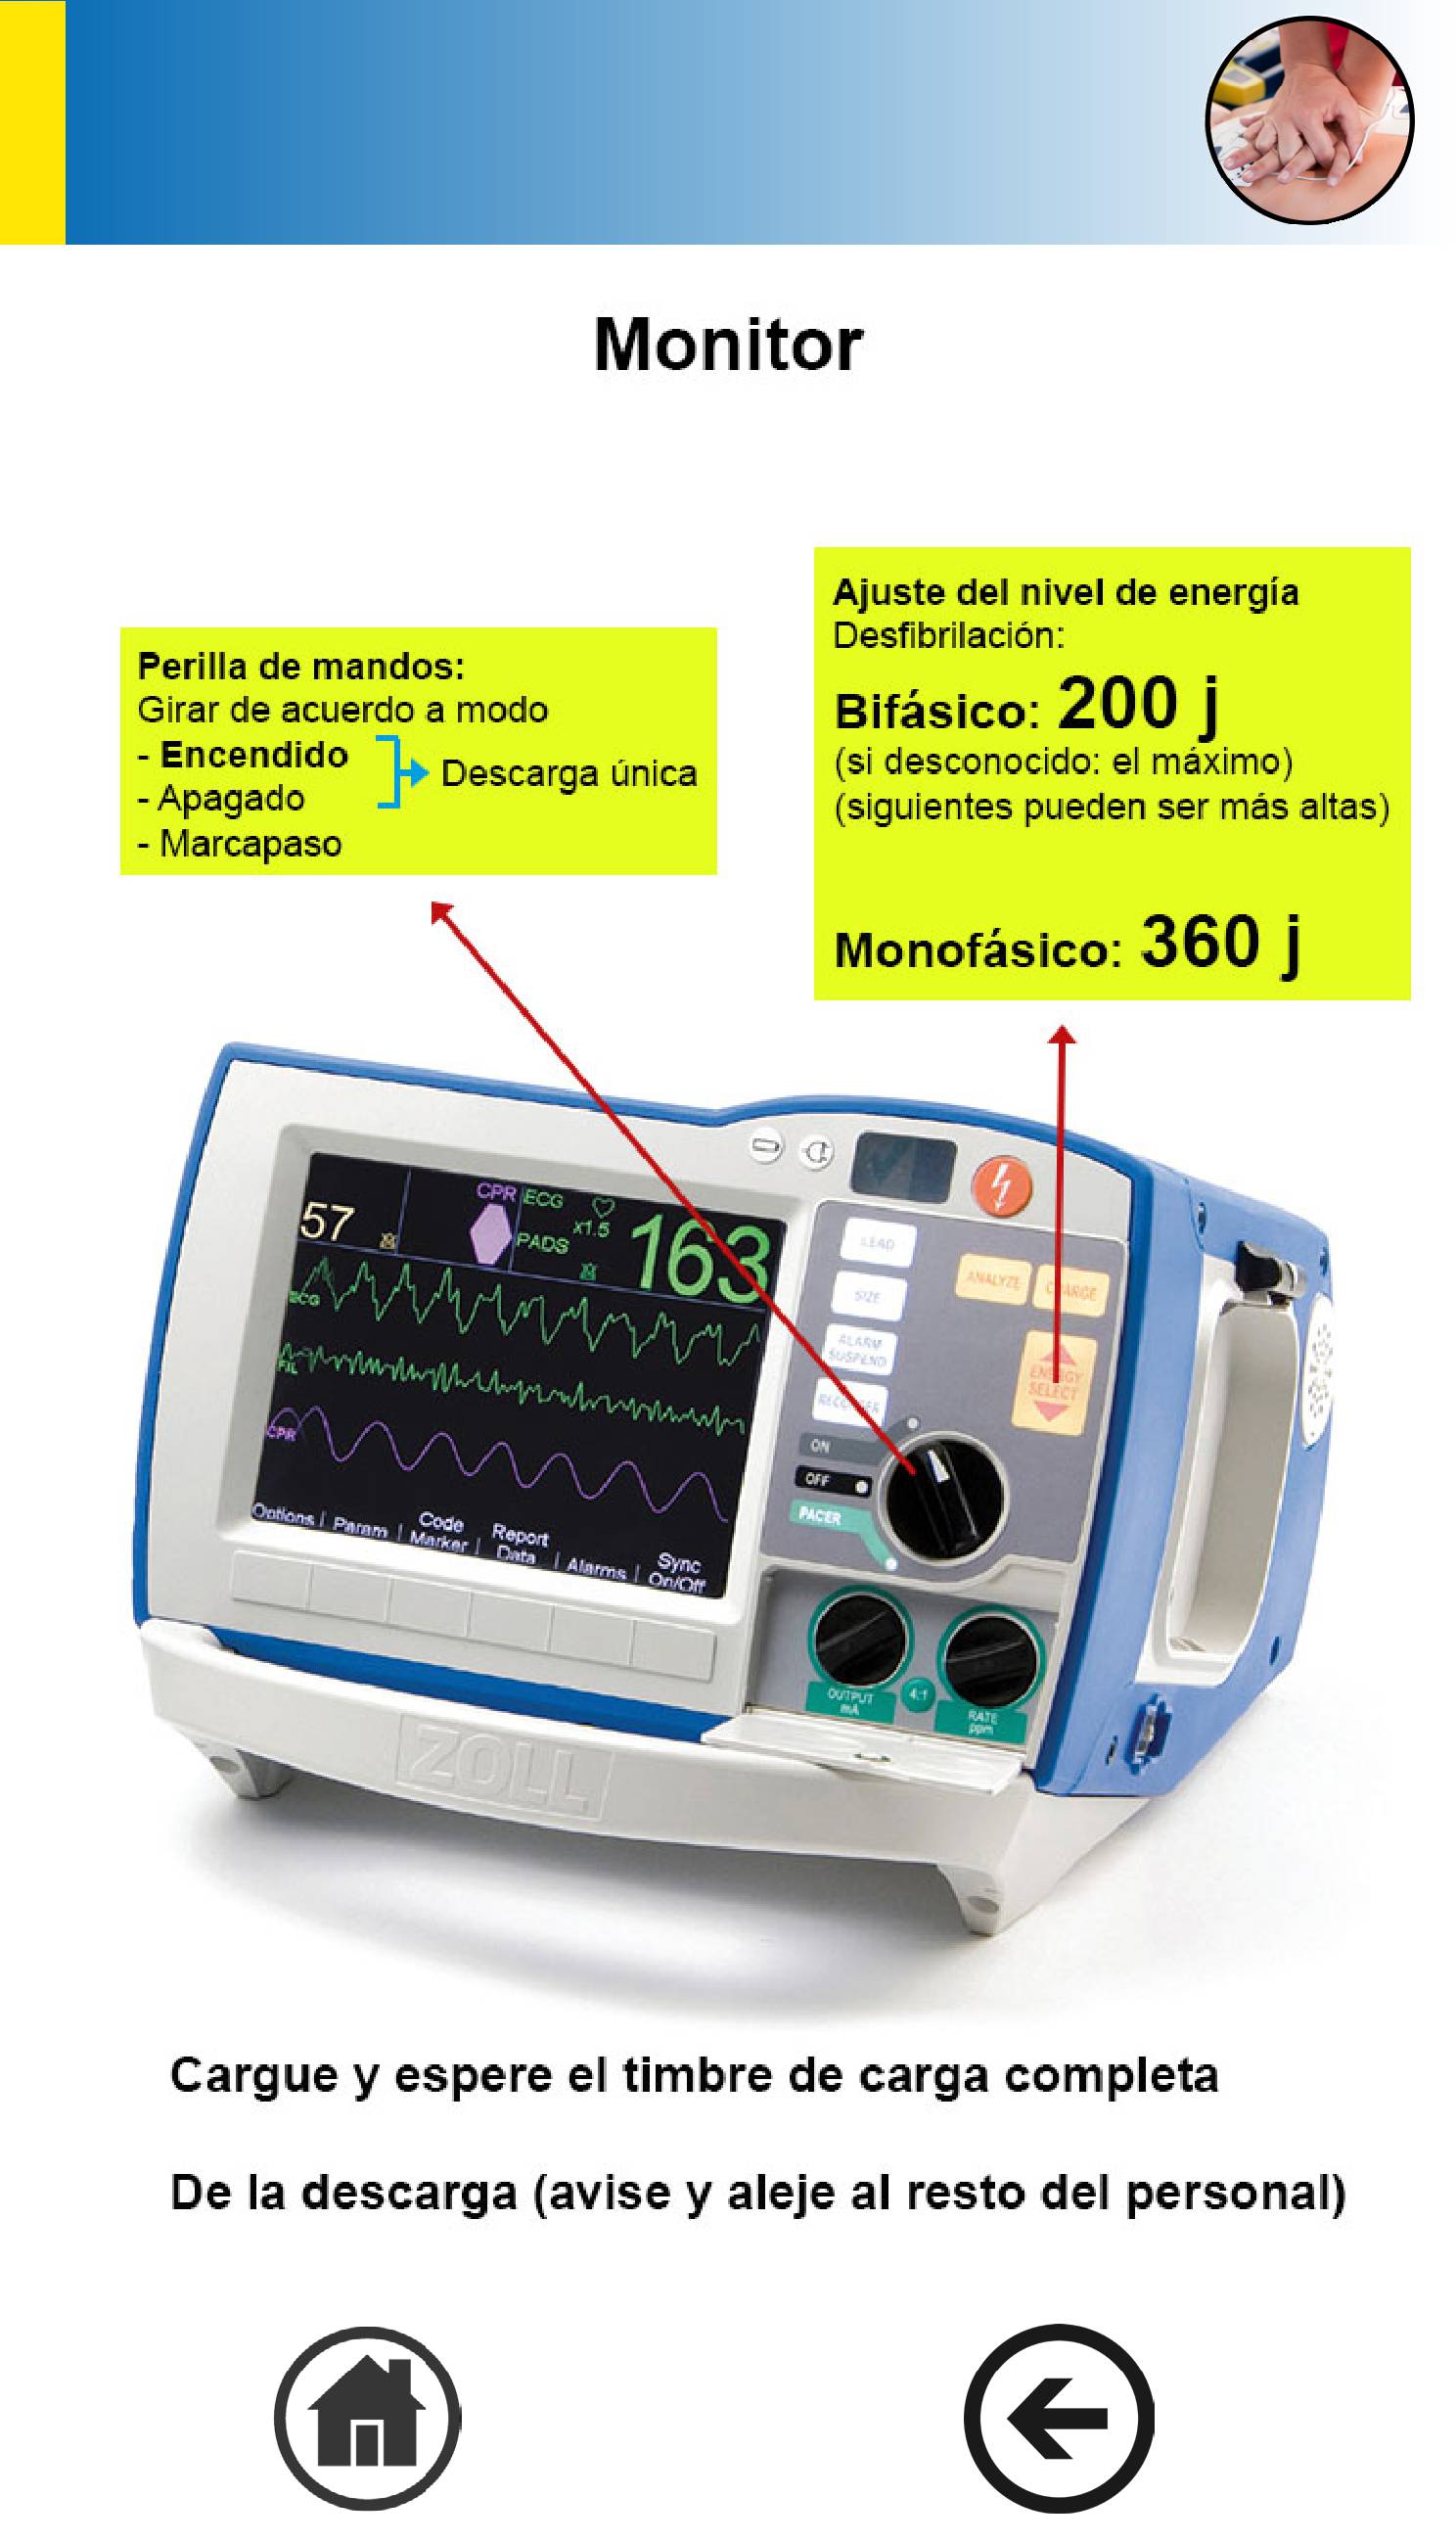 Monitor
Perilla de mandos:
Girar de acuerdo a modo
- Encendido
- Apagado
Descarga única
- Marcapaso
Ajuste del nivel de energía
Desfibrilación:
Bifásico: 200 j
(si desconocido: el máximo)
(siguientes pueden ser más altas)
Monofásico: 360 j
57
CPR
ECG
x1.5
PADS
163
ECG
FIL
CPR
Options | Param | Code Marker | Report Data | Alarms | Sync On/Off
LEAD
SIZE
ALARM
SUSPEND
RECORDER
ANALYZE
CHARGE
ENERGY
SELECT
ON
OFF
PACER
OUTPUT
mA
4:1
RATE
ppm
ZOLL
Cargue y espere el timbre de carga completa
De la descarga (avise y aleje al resto del personal)